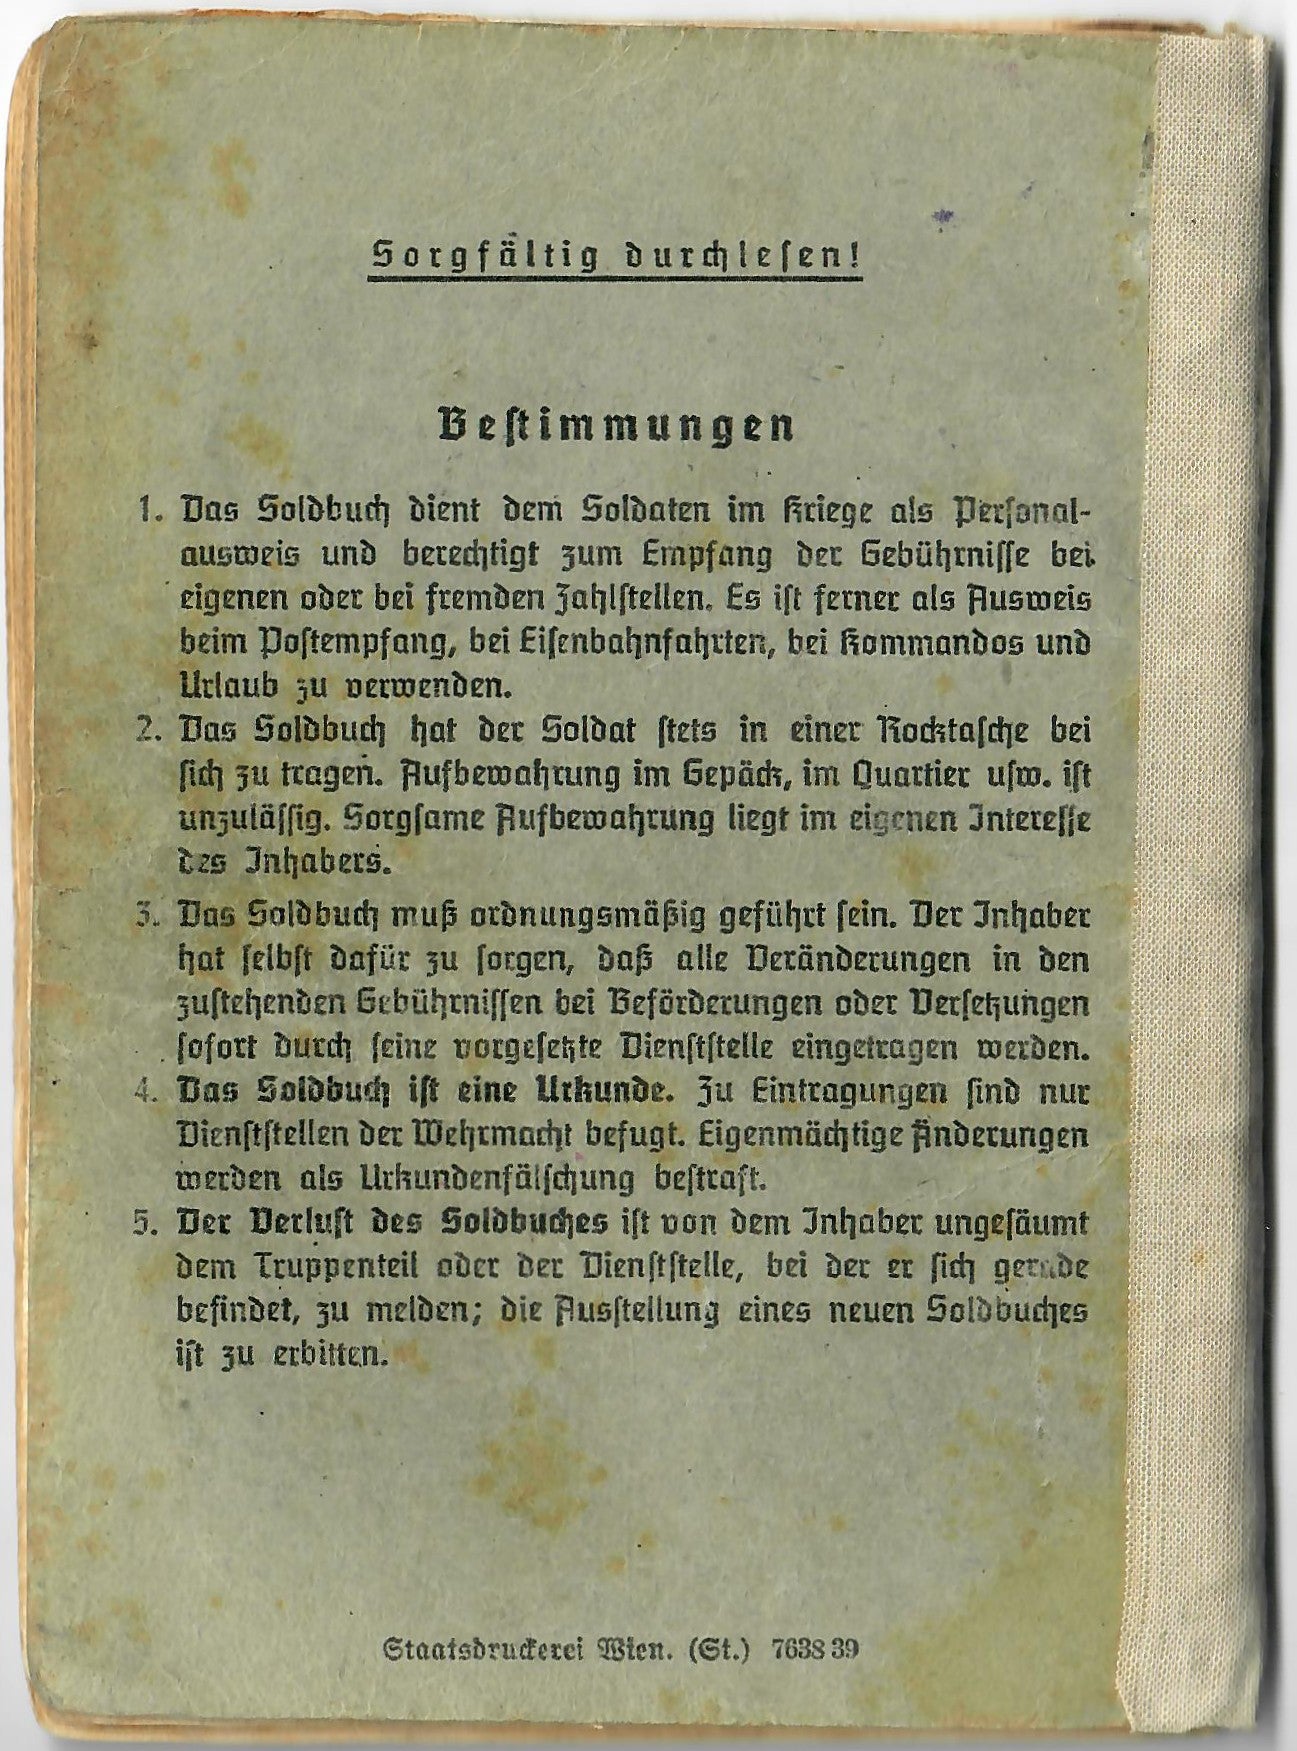 Sorgfältig durchlesen!
Bestimmungen
1. Das Soldbuch dient dem Soldaten im Kriege als Personal-
ausweis und berechtigt zum Empfang der Gebührnisse bei
eigenen oder bei fremden Zahlstellen. Es ist ferner als Ausweis
beim Postempfang, bei Eisenbahnfahrten, bei Kommandos und
Urlaub zu verwenden.
2. Das Soldbuch hat der Soldat stets in einer Rocktasche bei
sich zu tragen. Aufbewahrung im Gepäck, im Quartier usw. ist
unzulässig. Sorgsame Aufbewahrung liegt im eigenen Interesse
des Inhabers.
3. Das Soldbuch muß ordnungsmäßig geführt sein. Der Inhaber
hat selbst dafür zu sorgen, daß alle Veränderungen in den
zustehenden Gebührnissen bei Beförderungen oder Versetzungen
sofort durch seine vorgesetzte Dienststelle eingetragen werden.
4. Das Soldbuch ist eine Urkunde. Zu Eintragungen sind nur
Dienststellen der Wehrmacht befugt. Eigenmächtige Änderungen
werden als Urkundenfälschung bestraft.
5. Der Verlust des Soldbuches ist von dem Inhaber ungesäumt
dem Truppenteil oder der Dienststelle, bei der er sich gerade
befindet, zu melden; die Ausstellung eines neuen Soldbuches
ist zu erbitten.
Staatsdruckerei Wien. (St.) 7638 39